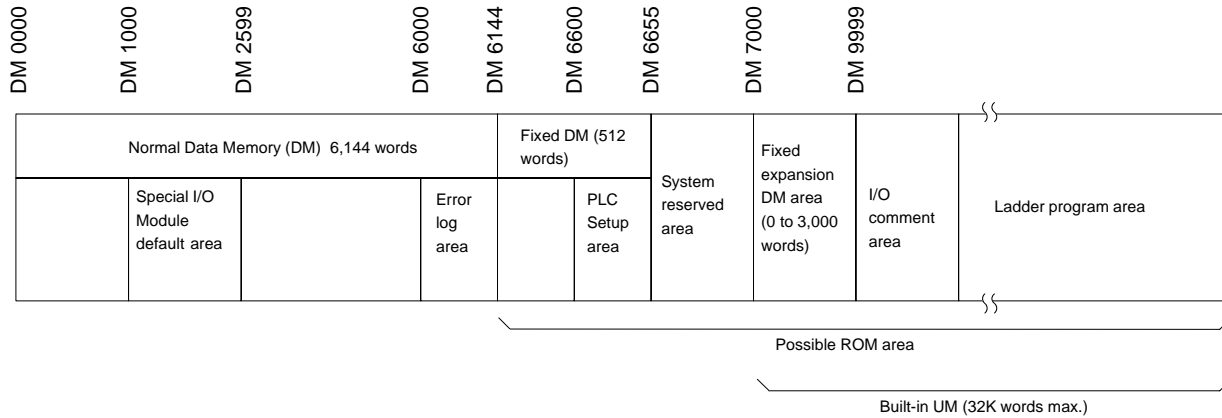 DM 0000
DM 1000
DM 2599
DM 6000
DM 6144
DM 6600
DM 6655
DM 7000
DM 9999
Normal Data Memory (DM) 6,144 words
Fixed DM (512
words)
Special I/O
Module
default area
Error
log
area
PLC
Setup
area
System
reserved
area
Fixed
expansion
DM area
(0 to 3,000
words)
I/O
comment
area
Ladder program area
Possible ROM area
Built-in UM (32K words max.)